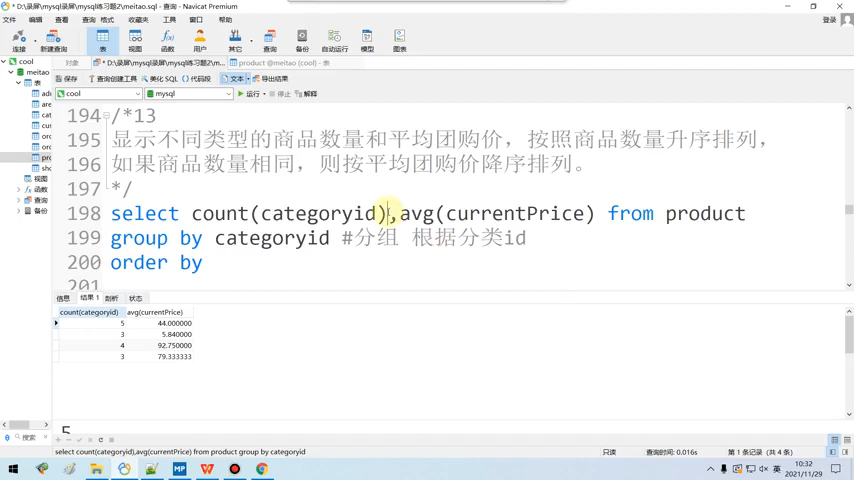 * D:\录屏\mysql录屏\mysql练习题2\meitao.sql - 查询 - Navicat Premium
文件 编辑 查看 查询 格式 收藏夹 工具 窗口 帮助
登录
连接 新建查询 表 视图 函数 用户 其它 查询 备份 自动运行 模型 图表
cool
meitao
表
ad
are
cat
cus
orc
orc
pro
sho
视图
函数
查询
备份
对象 * D:\录屏\mysql录屏\mysql练习题2\m... product @meitao (cool) - 表
保存 查询创建工具 美化 SQL 代码段 文本 导出结果
cool mysql 运行 停止 解释
194 /*13
195 显示不同类型的商品数量和平均团购价，按照商品数量升序排列，
196 如果商品数量相同，则按平均团购价降序排列。
197 */
198 select count(categoryid),avg(currentPrice) from product
199 group by categoryid #分组 根据分类id
200 order by
201
信息 结果 1 剖析 状态
count(categoryid) avg(currentPrice)
5 44.000000
3 5.840000
4 92.750000
3 79.333333
5
搜索
select count(categoryid),avg(currentPrice) from product group by categoryid
只读 查询时间: 0.016s 第 1 条记录 (共 4 条)
MP
英
10:32
2021/11/29